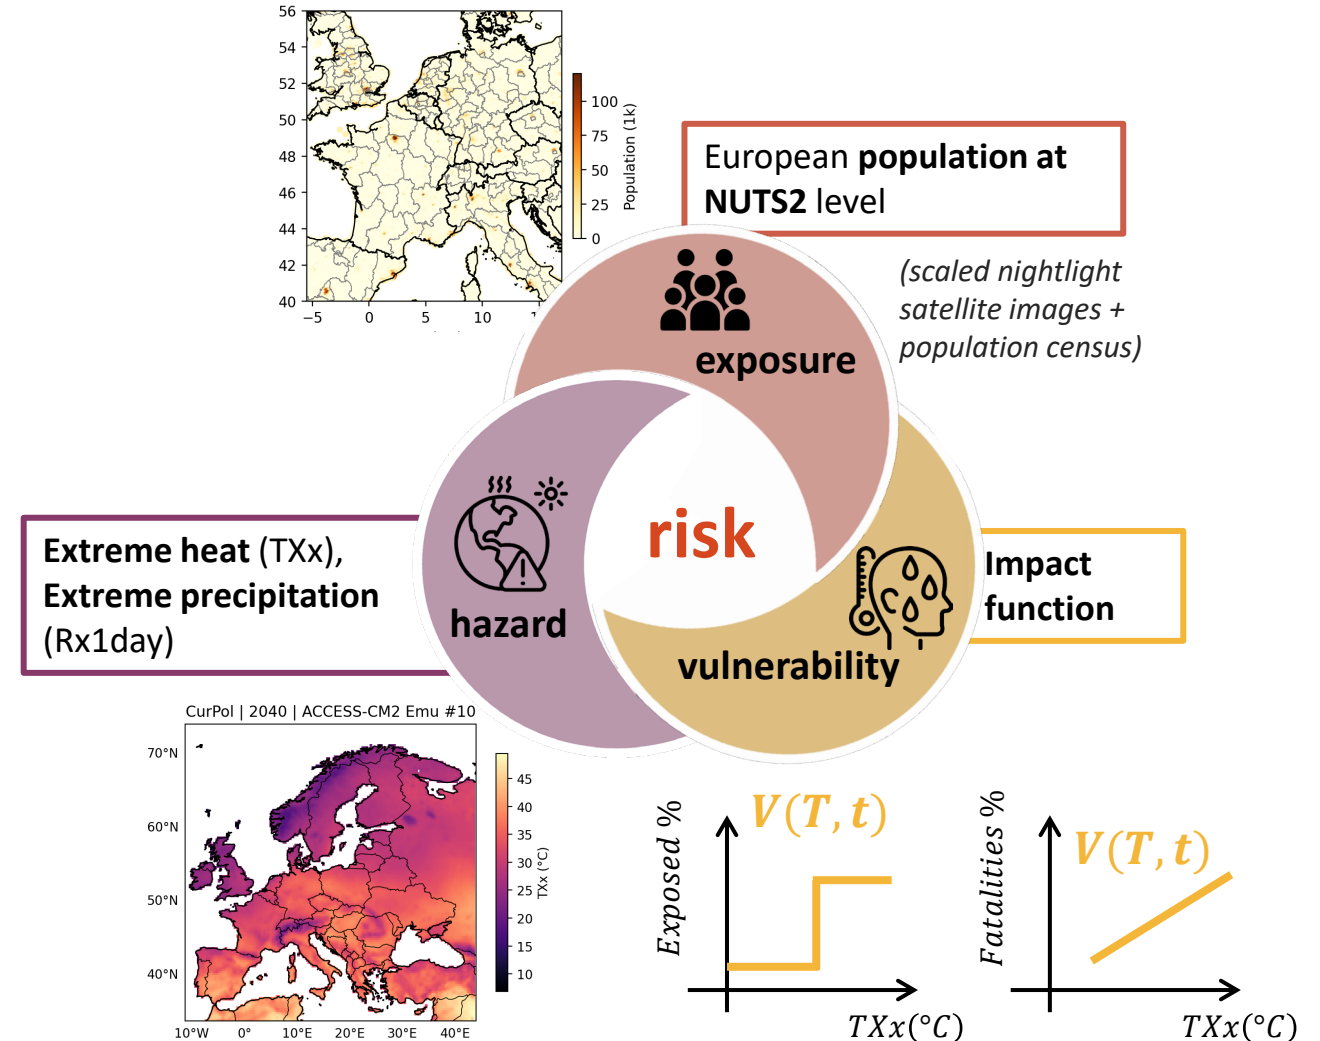 56
54
52
50
48
46
44
42
40
−5
0
5
10
100
75
50
25
0
Population (1k)
European population at
NUTS2 level
(scaled nightlight
satellite images +
population census)
exposure
risk
hazard
vulnerability
Extreme heat (TXx),
Extreme precipitation
(Rx1day)
Impact
function
CurPol | 2040 | ACCESS-CM2 Emu #10
70°N
60°N
50°N
40°N
10°W
0°
10°E
20°E
30°E
40°E
45
40
35
30
25
20
15
10
TXx (°C)
Exposed %
V(T, t)
TXx(°C)
Fatalities %
V(T, t)
TXx(°C)